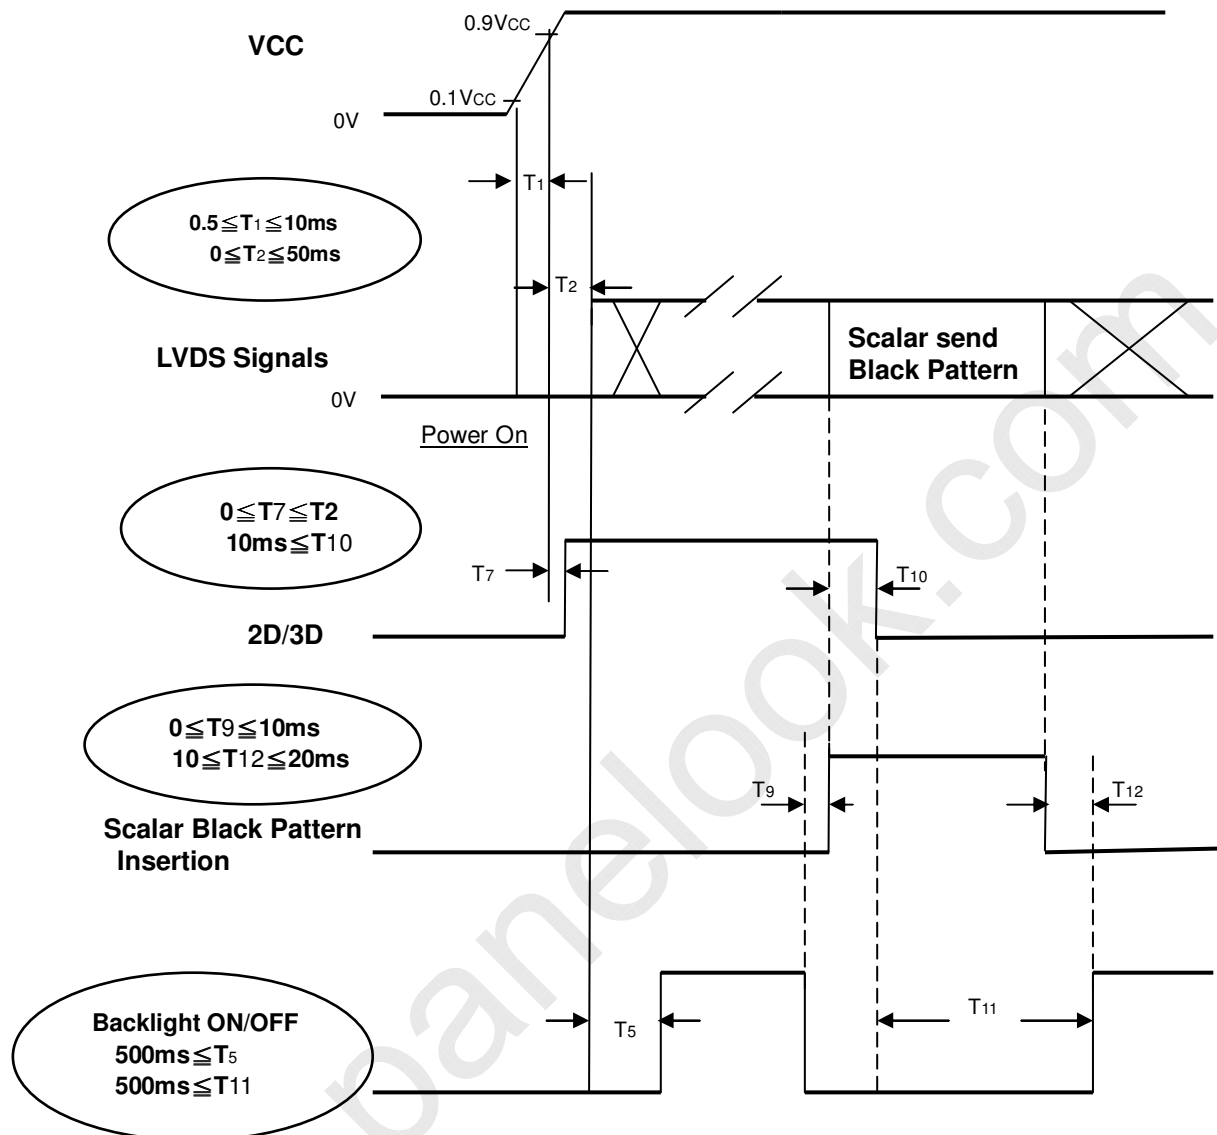 0.9VCC
VCC
0.1VCC
0V
T1
0.5≦T1≦10ms
0≦T2≦50ms
T2
LVDS Signals
Scalar send
Black Pattern
0V
Power On
0≦T7≦T2
10ms≦T10
T7
T10
2D/3D
0≦T9≦10ms
10≦T12≦20ms
T9
T12
Scalar Black Pattern
Insertion
Backlight ON/OFF
500ms≦T5
500ms≦T11
T5
T11
panelook.com